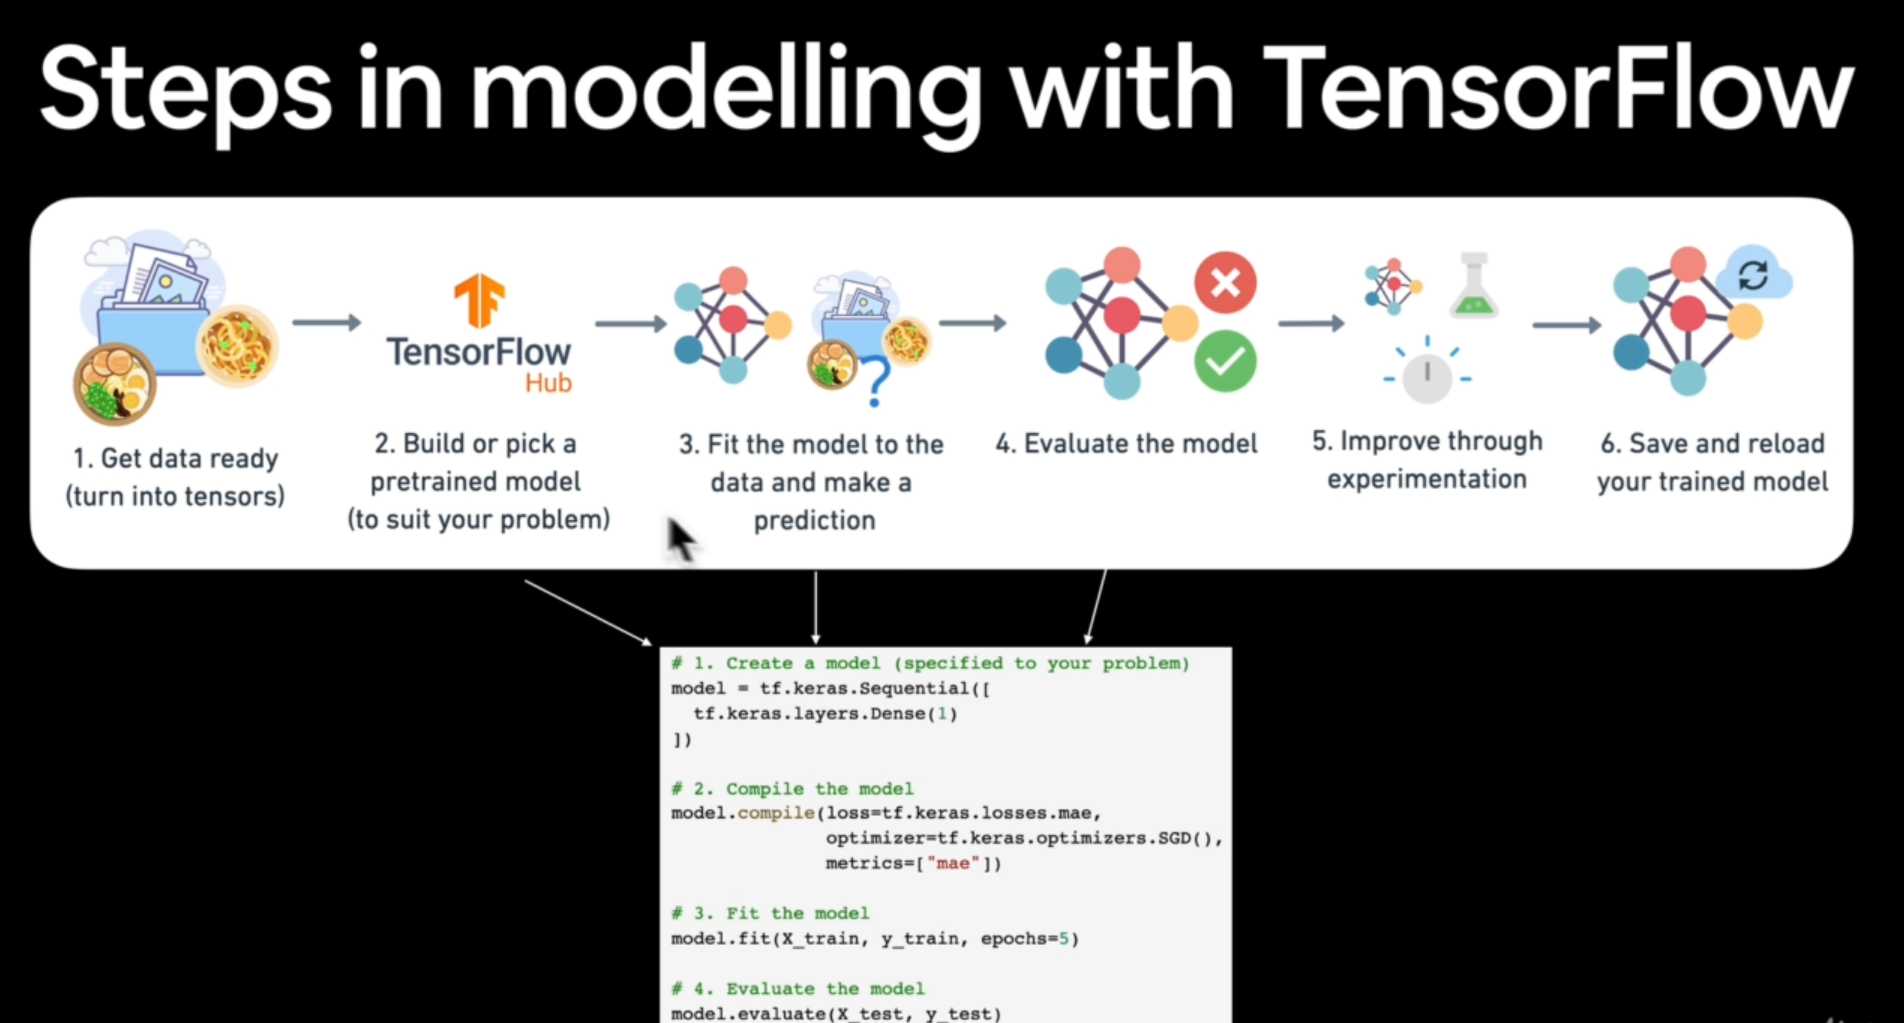 Steps in modelling with TensorFlow
TensorFlow
Hub
1. Get data ready
(turn into tensors)
2. Build or pick a
pretrained model
(to suit your problem)
3. Fit the model to the
data and make a
prediction
4. Evaluate the model
5. Improve through
experimentation
6. Save and reload
your trained model
# 1. Create a model (specified to your problem)
model = tf.keras.Sequential([
  tf.keras.layers.Dense(1)
])
# 2. Compile the model
model.compile(loss=tf.keras.losses.mae,
              optimizer=tf.keras.optimizers.SGD(),
              metrics=["mae"])
# 3. Fit the model
model.fit(X_train, y_train, epochs=5)
# 4. Evaluate the model
model.evaluate(X_test, y_test)